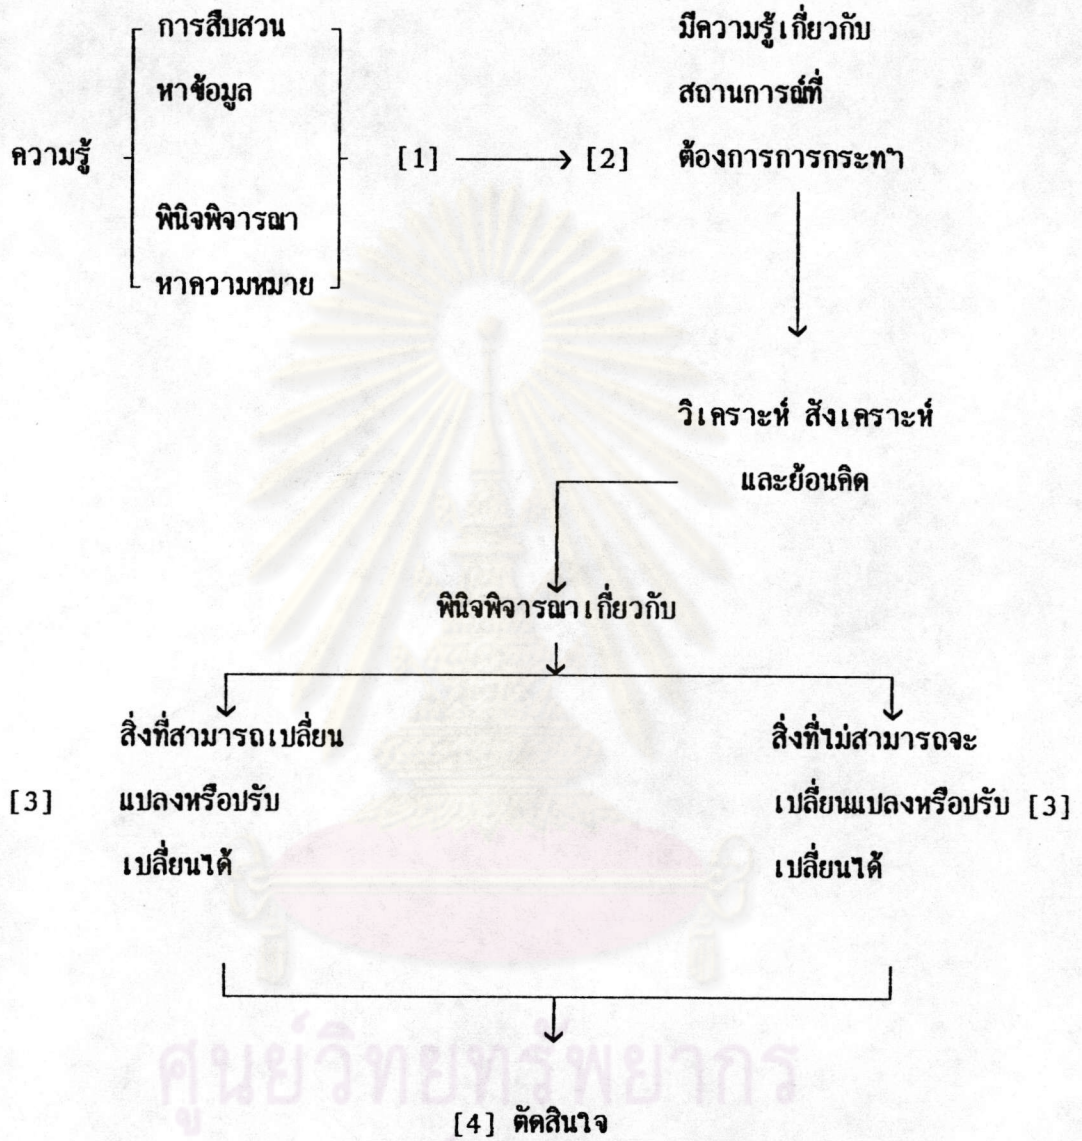 การสืบสวน
หาข้อมูล
ความรู้
พินิจพิจารณา
หาความหมาย
[1]
[2]
มีความรู้เกี่ยวกับ
สถานการณ์ที่
ต้องการการกระทำ
วิเคราะห์ สังเคราะห์
และย้อนคิด
พินิจพิจารณาเกี่ยวกับ
[3]
สิ่งที่สามารถเปลี่ยน
แปลงหรือปรับ
เปลี่ยนได้
สิ่งที่ไม่สามารถจะ
เปลี่ยนแปลงหรือปรับ [3]
เปลี่ยนได้
ศูนย์วิทยทรัพยากร
[4] ตัดสินใจ